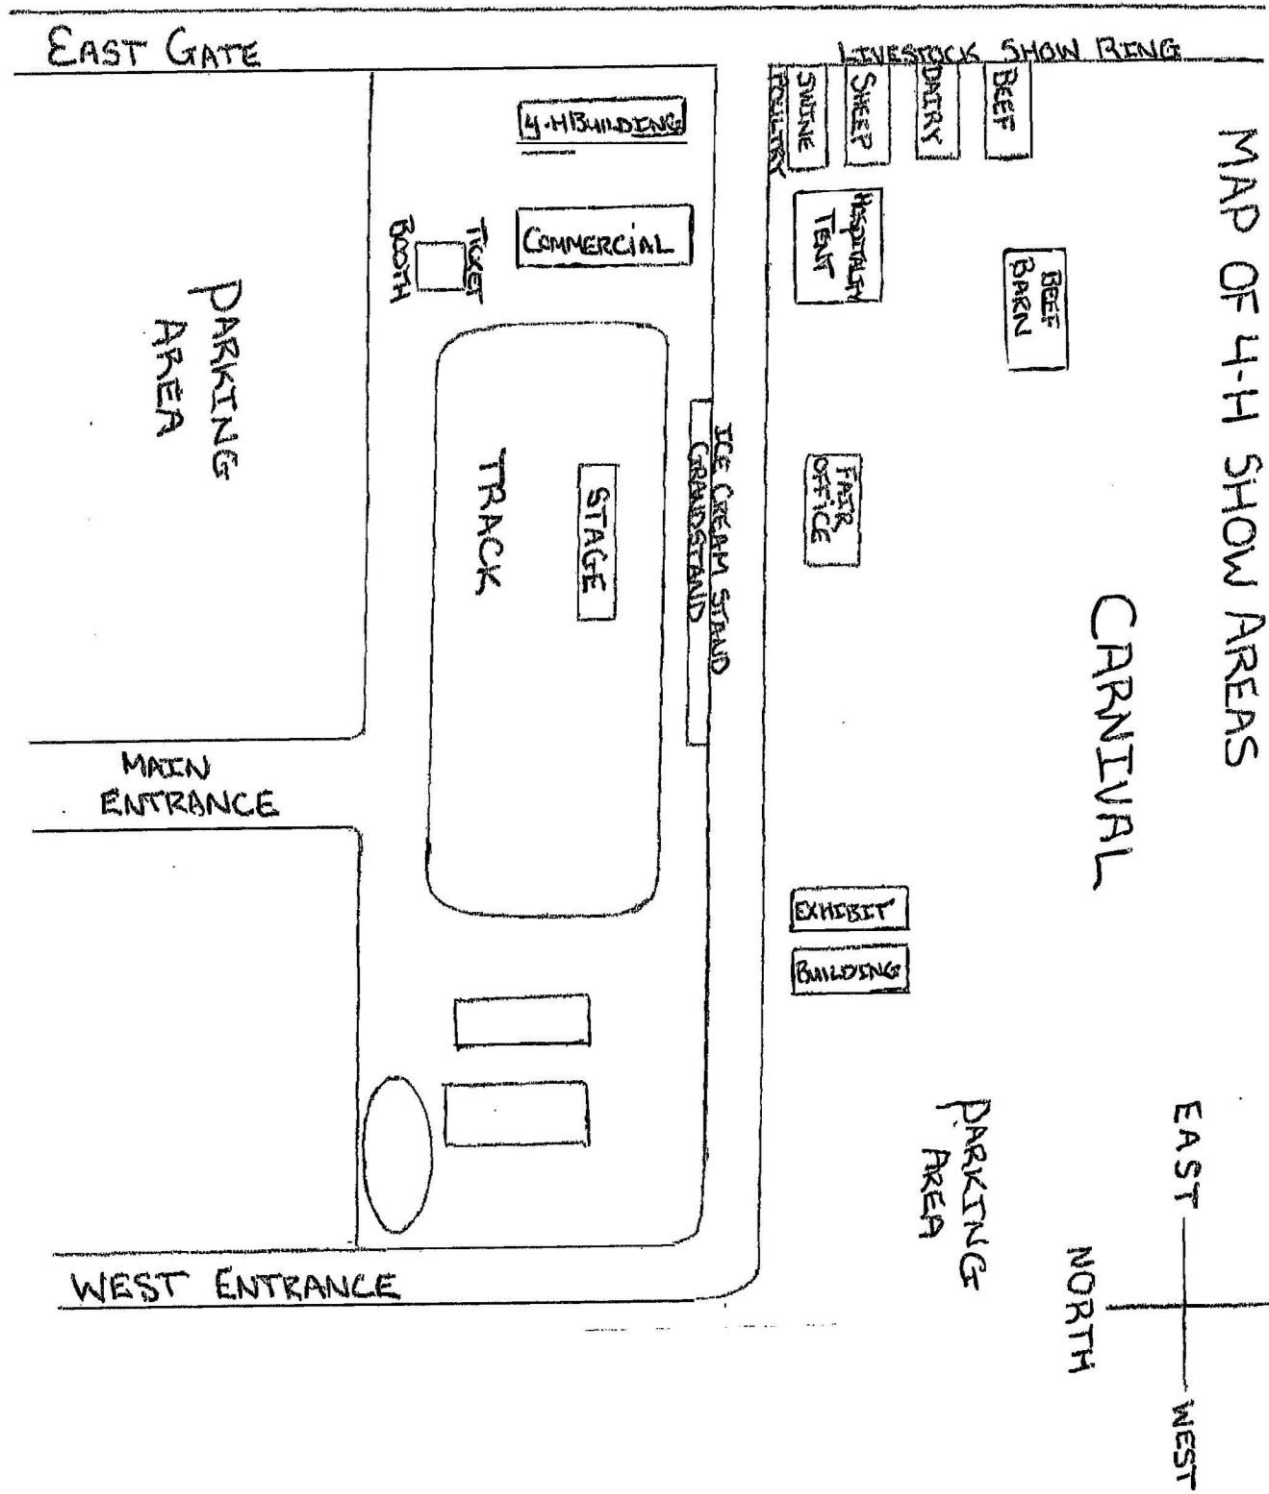 MAP OF 4-H SHOW AREAS
EAST GATE
LIVESTOCK SHOW RING
4-H BUILDING
POULTRY
SWINE
SHEEP
DAIRY
BEEF
COMMERCIAL
TICKET
BOOTH
HOSPITALITY
TENT
BEEF
BARN
PARKING
AREA
ICE CREAM STAND
GRANDSTAND
STAGE
TRACK
FAIR
OFFICE
CARNIVAL
MAIN
ENTRANCE
EXHIBIT
BUILDING
PARKING
AREA
WEST ENTRANCE
EAST
NORTH
WEST